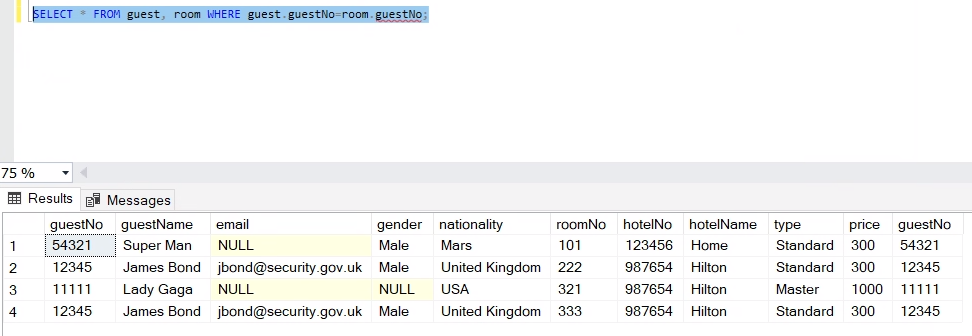 SELECT * FROM guest, room WHERE guest.guestNo=room.guestNo;
75 %
Results Messages
guestNo guestName email gender nationality roomNo hotelNo hotelName type price guestNo
1 54321 Super Man NULL Male Mars 101 123456 Home Standard 300 54321
2 12345 James Bond jbond@security.gov.uk Male United Kingdom 222 987654 Hilton Standard 300 12345
3 11111 Lady Gaga NULL NULL USA 321 987654 Hilton Master 1000 11111
4 12345 James Bond jbond@security.gov.uk Male United Kingdom 333 987654 Hilton Standard 300 12345